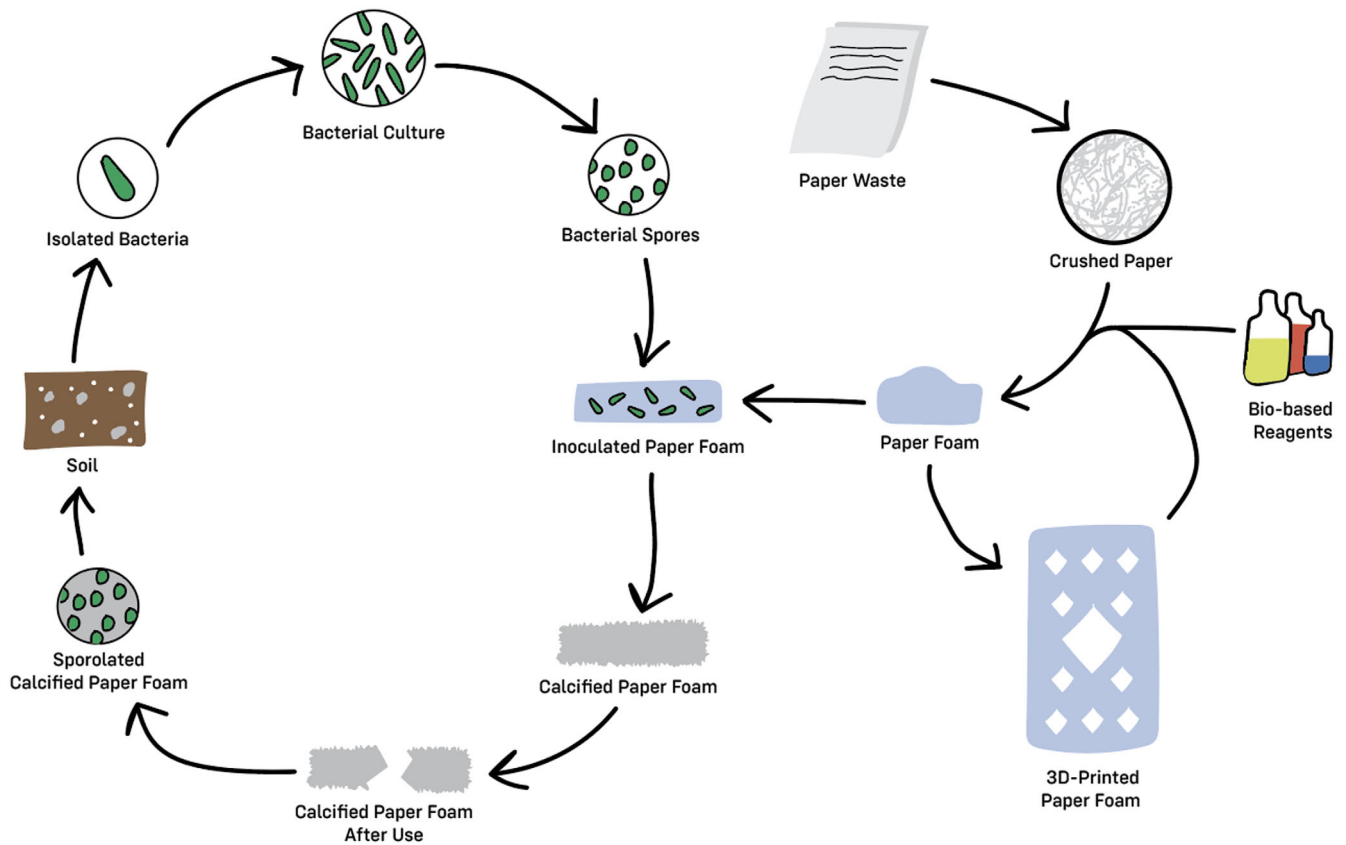 Bacterial Culture
Paper Waste
Isolated Bacteria
Bacterial Spores
Crushed Paper
Bio-based
Reagents
Soil
Inoculated Paper Foam
Paper Foam
Sporolated
Calcified Paper Foam
Calcified Paper Foam
3D-Printed
Paper Foam
Calcified Paper Foam
After Use